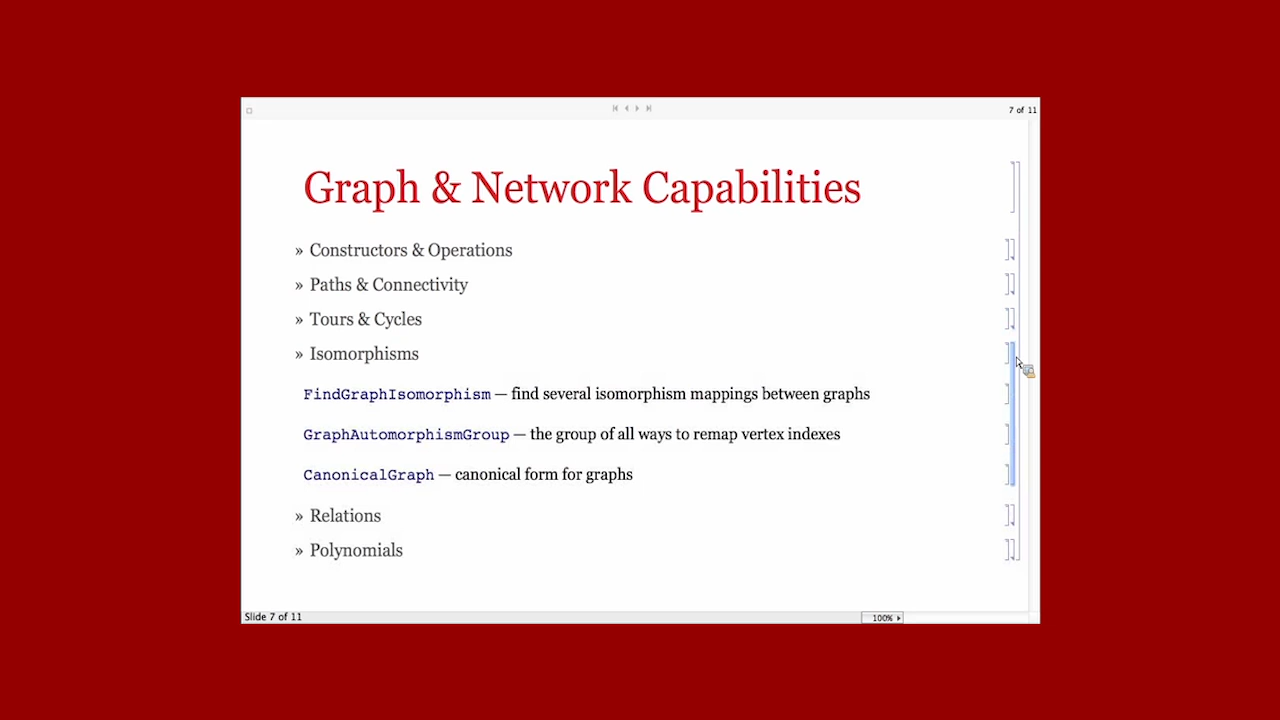 7 of 11
Graph & Network Capabilities
» Constructors & Operations
» Paths & Connectivity
» Tours & Cycles
» Isomorphisms
FindGraphIsomorphism — find several isomorphism mappings between graphs
GraphAutomorphismGroup — the group of all ways to remap vertex indexes
CanonicalGraph — canonical form for graphs
» Relations
» Polynomials
Slide 7 of 11
100%